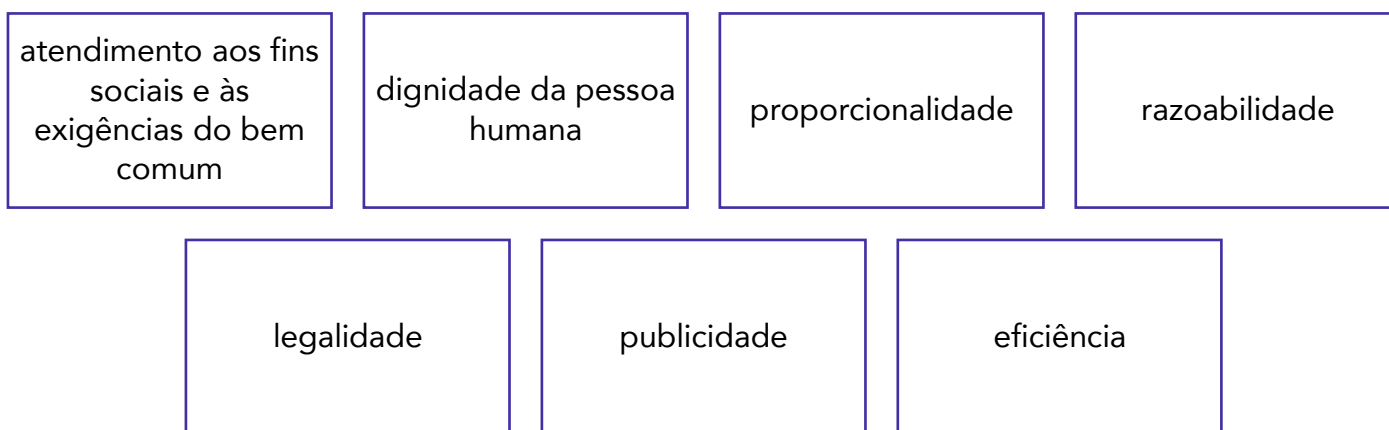 atendimento aos fins
sociais e às
exigências do bem
comum
dignidade da pessoa
humana
proporcionalidade
razoabilidade
legalidade
publicidade
eficiência